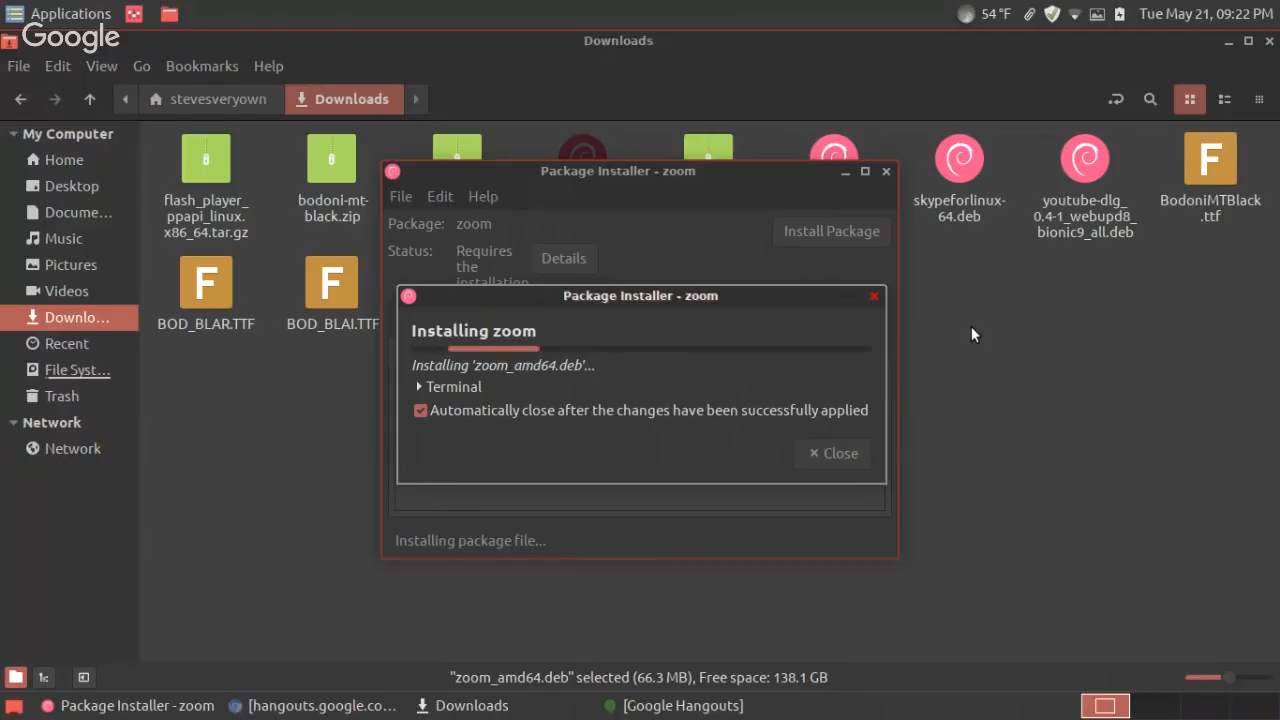 Applications
54 °F
Tue May 21, 09:22 PM
Google
Downloads
File Edit View Go Bookmarks Help
stevesveryown
Downloads
My Computer
Home
Desktop
Docume...
Music
Pictures
Videos
Downlo...
Recent
File Syst...
Trash
Network
Network
flash_player_
ppapi_linux.
x86_64.tar.gz
bodoni-mt-
black.zip
skypeforlinux-
64.deb
youtube-dlg_
0.4-1_webupd8_
bionic9_all.deb
F
BodoniMTBlack
.ttf
F
BOD_BLAR.TTF
F
BOD_BLAI.TTF
Package Installer - zoom
File Edit Help
Package: zoom
Install Package
Status: Requires
the
installation
Details
Package Installer - zoom
Installing zoom
Installing 'zoom_amd64.deb'...
Terminal
Automatically close after the changes have been successfully applied
Close
Installing package file...
"zoom_amd64.deb" selected (66.3 MB), Free space: 138.1 GB
Package Installer - zoom
[hangouts.google.co...
Downloads
[Google Hangouts]